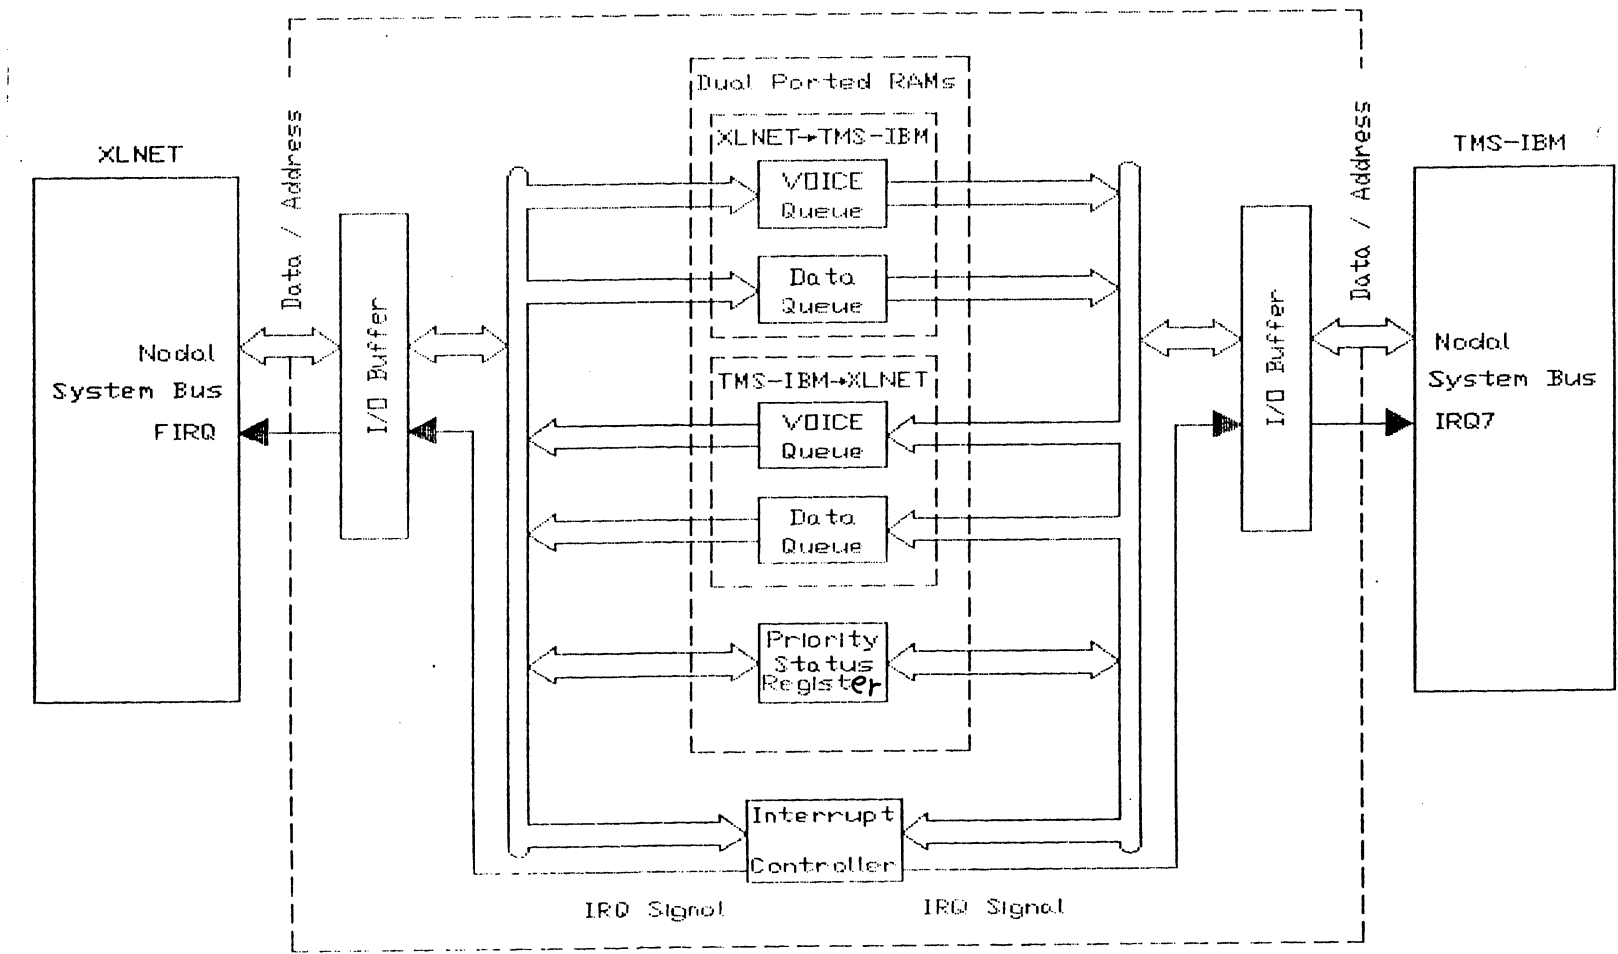 Dual Ported RAMs
XLNET→TMS-IBM
VOICE
Queue
Data
Queue
TMS-IBM→XLNET
VOICE
Queue
Data
Queue
Priority
Status
Register
Interrupt
Controller
IRQ Signal
IRQ Signal
XLNET
Nodal
System Bus
FIRQ
Data / Address
I/O Buffer
I/O Buffer
Data / Address
TMS-IBM
Nodal
System Bus
IRQ7